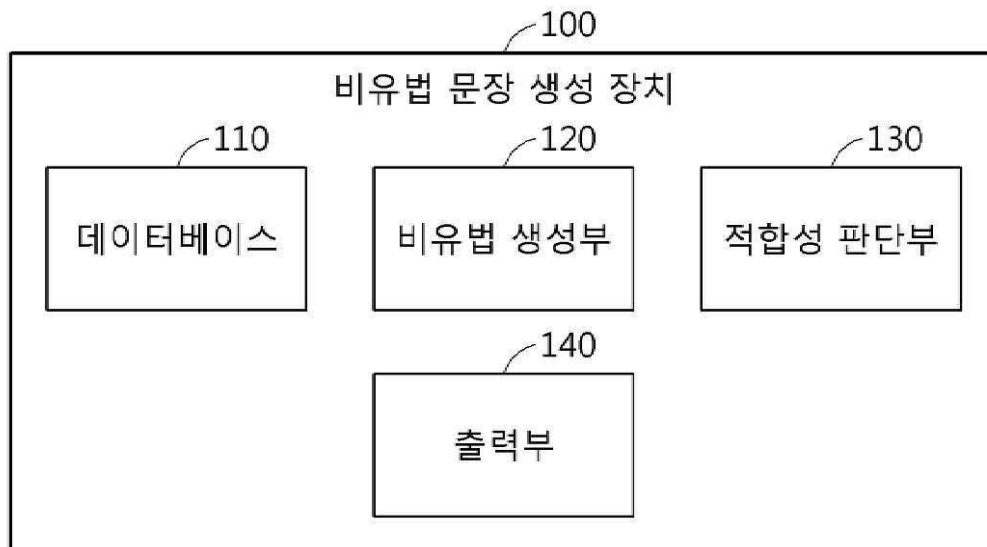 100
비유법 문장 생성 장치
110
120
130
데이터베이스
비유법 생성부
적합성 판단부
140
출력부